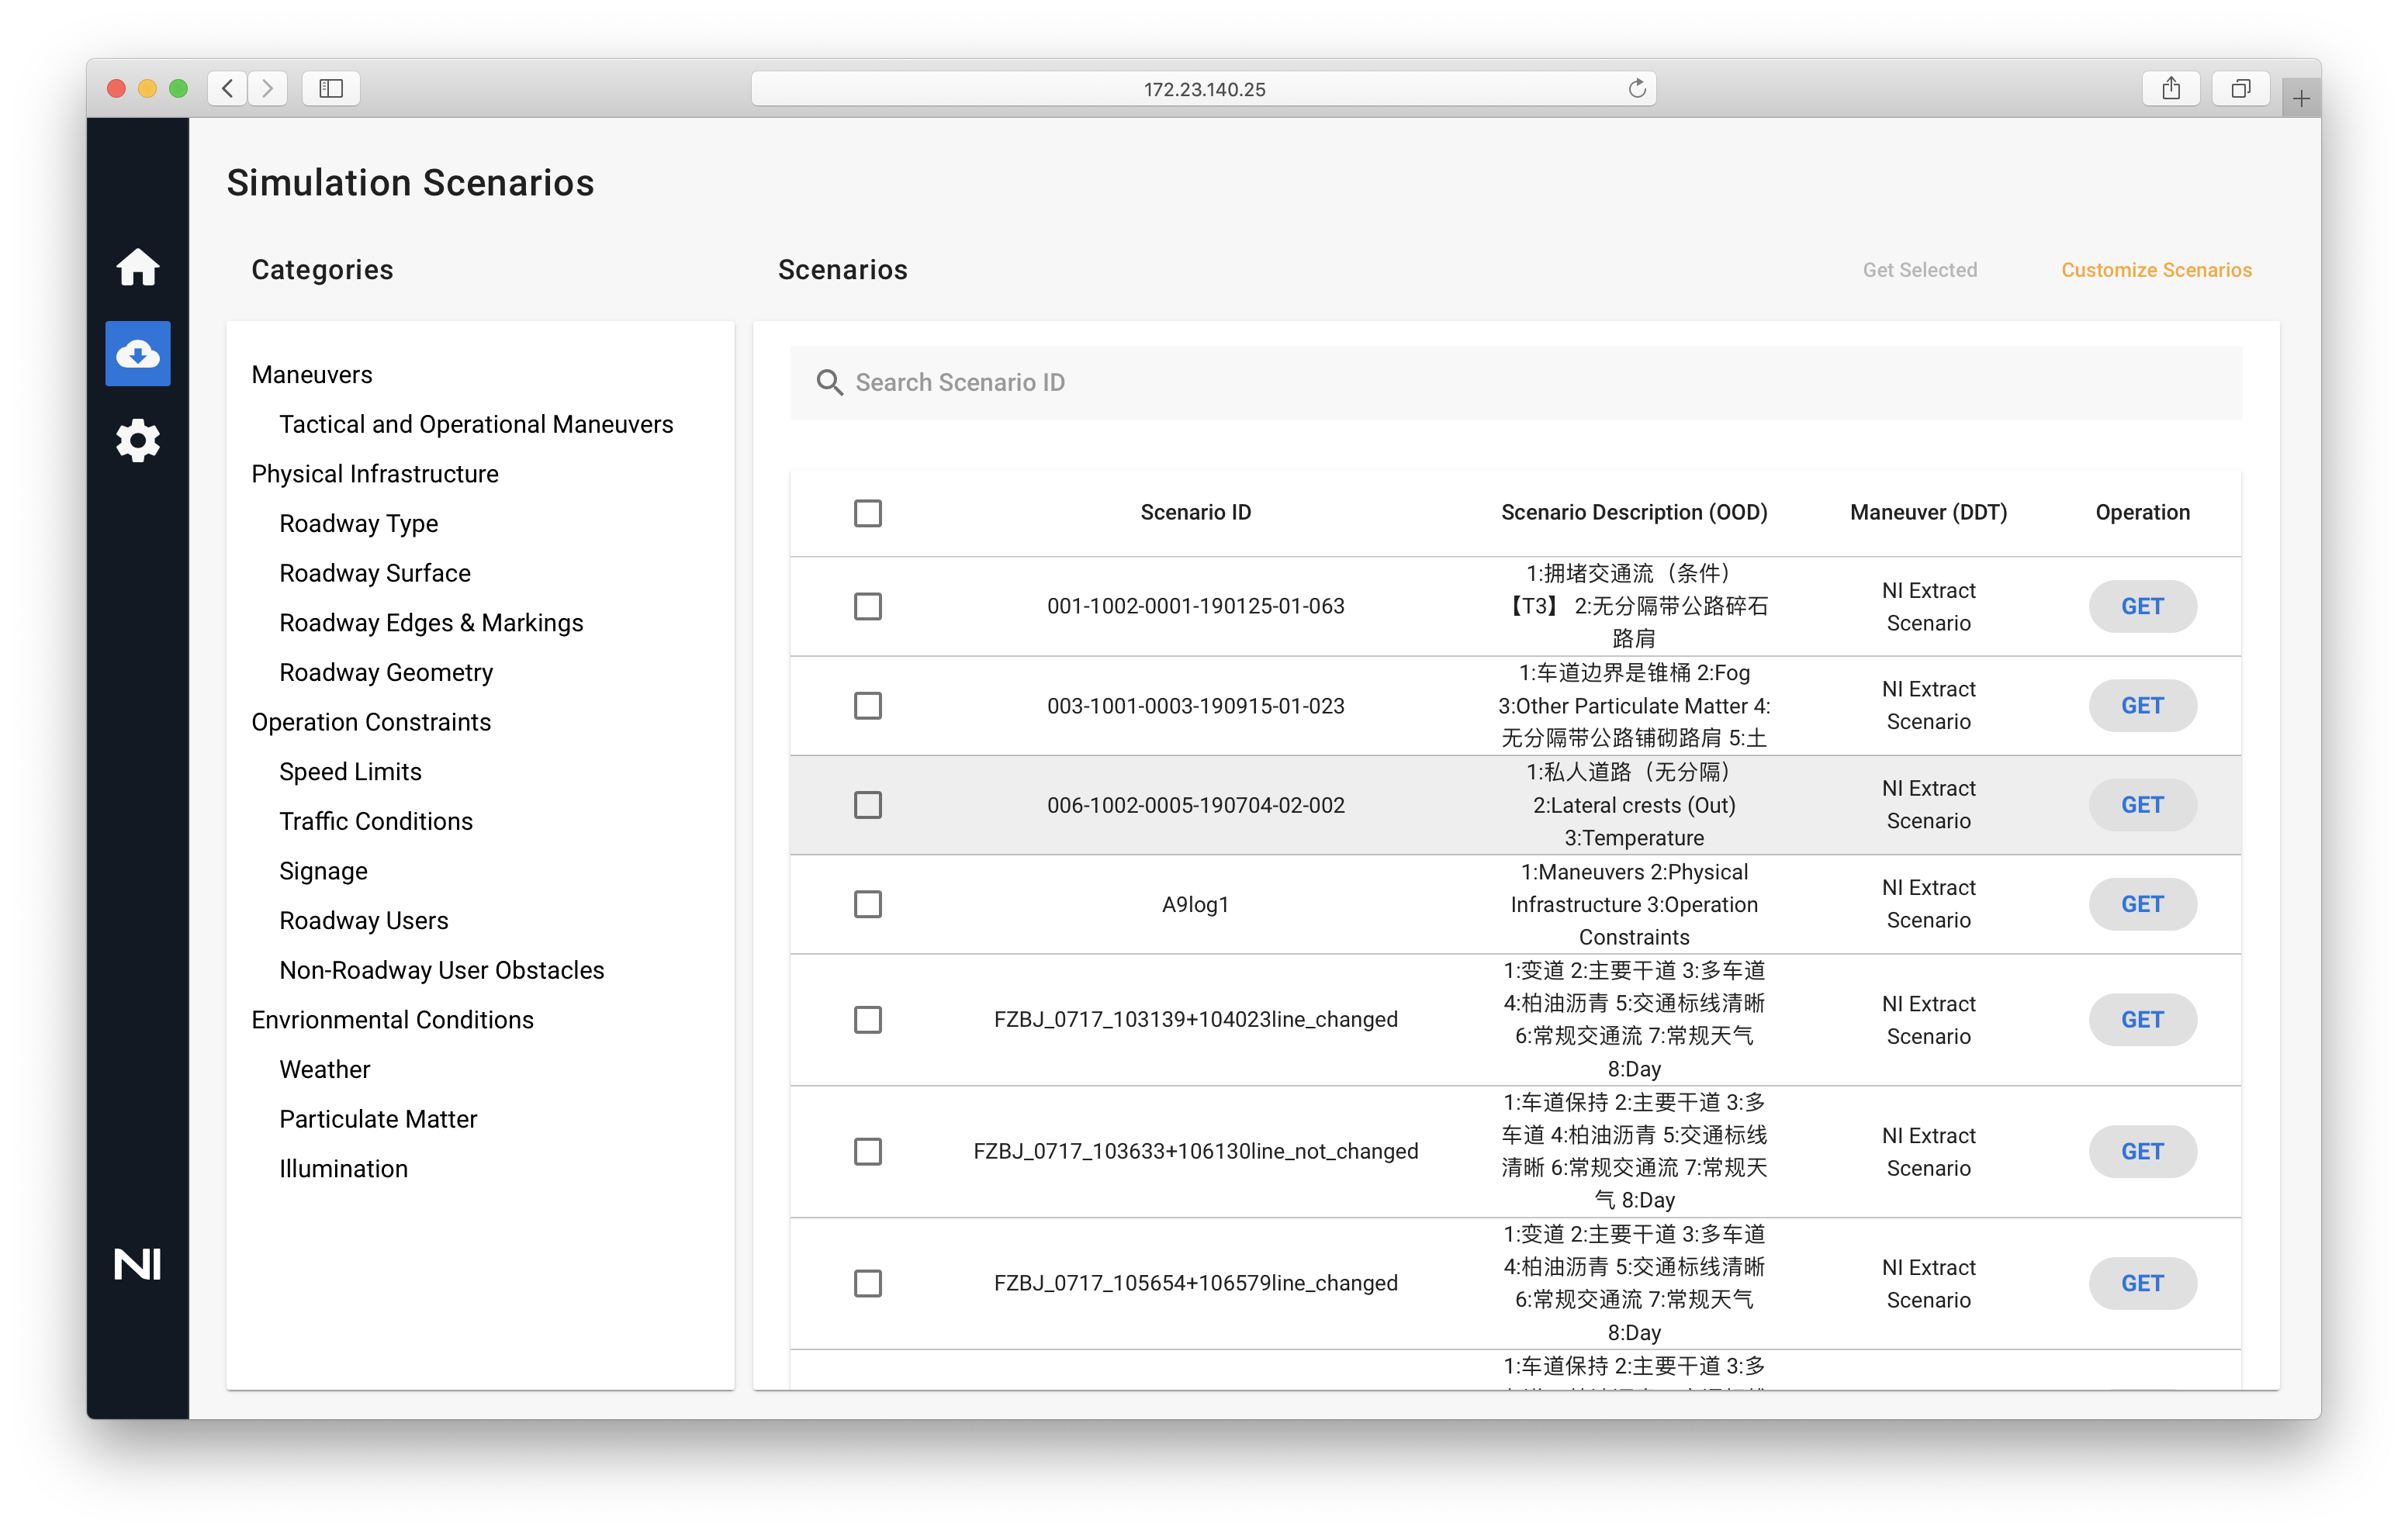 172.23.140.25
Simulation Scenarios
Categories
Maneuvers
Tactical and Operational Maneuvers
Physical Infrastructure
Roadway Type
Roadway Surface
Roadway Edges & Markings
Roadway Geometry
Operation Constraints
Speed Limits
Traffic Conditions
Signage
Roadway Users
Non-Roadway User Obstacles
Envrionmental Conditions
Weather
Particulate Matter
Illumination
NI
Scenarios
Get Selected
Customize Scenarios
Search Scenario ID
Scenario ID
Scenario Description (OOD)
Maneuver (DDT)
Operation
001-1002-0001-190125-01-063
1:拥堵交通流（条件）
【T3】 2:无分隔带公路碎石
路肩
NI Extract
Scenario
GET
003-1001-0003-190915-01-023
1:车道边界是锥桶 2:Fog
3:Other Particulate Matter 4:
无分隔带公路铺砌路肩 5:土
NI Extract
Scenario
GET
006-1002-0005-190704-02-002
1:私人道路（无分隔）
2:Lateral crests (Out)
3:Temperature
NI Extract
Scenario
GET
A9log1
1:Maneuvers 2:Physical
Infrastructure 3:Operation
Constraints
NI Extract
Scenario
GET
FZBJ_0717_103139+104023line_changed
1:变道 2:主要干道 3:多车道
4:柏油沥青 5:交通标线清晰
6:常规交通流 7:常规天气
8:Day
NI Extract
Scenario
GET
FZBJ_0717_103633+106130line_not_changed
1:车道保持 2:主要干道 3:多
车道 4:柏油沥青 5:交通标线
清晰 6:常规交通流 7:常规天
气 8:Day
NI Extract
Scenario
GET
FZBJ_0717_105654+106579line_changed
1:变道 2:主要干道 3:多车道
4:柏油沥青 5:交通标线清晰
6:常规交通流 7:常规天气
8:Day
NI Extract
Scenario
GET
1:车道保持 2:主要干道 3:多